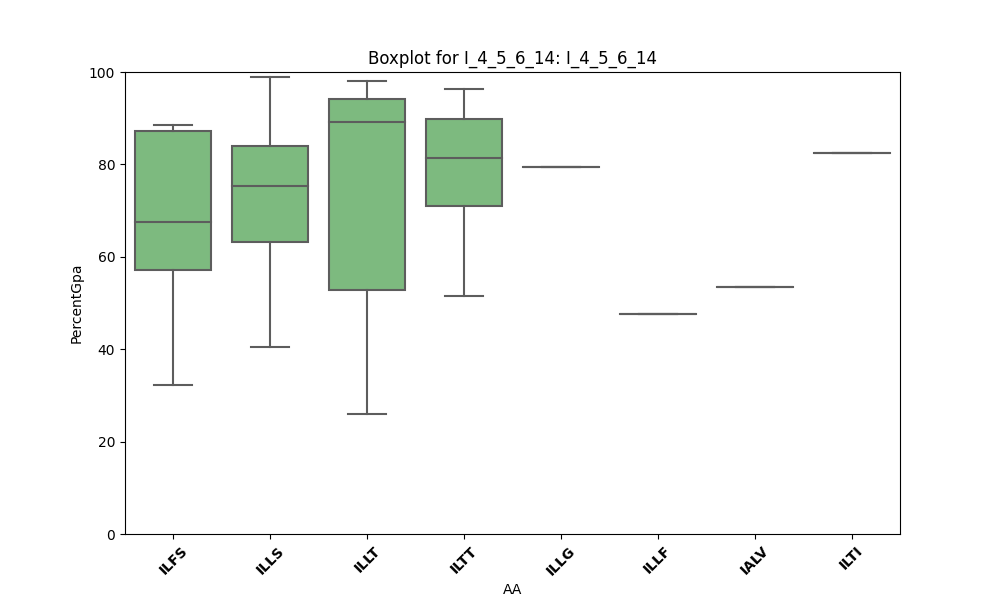 Boxplot for I_4_5_6_14: I_4_5_6_14
100
80
60
40
20
0
PercentGpa
ILFS
ILLS
ILLT
ILTT
ILLG
ILLF
IALV
ILTI
AA